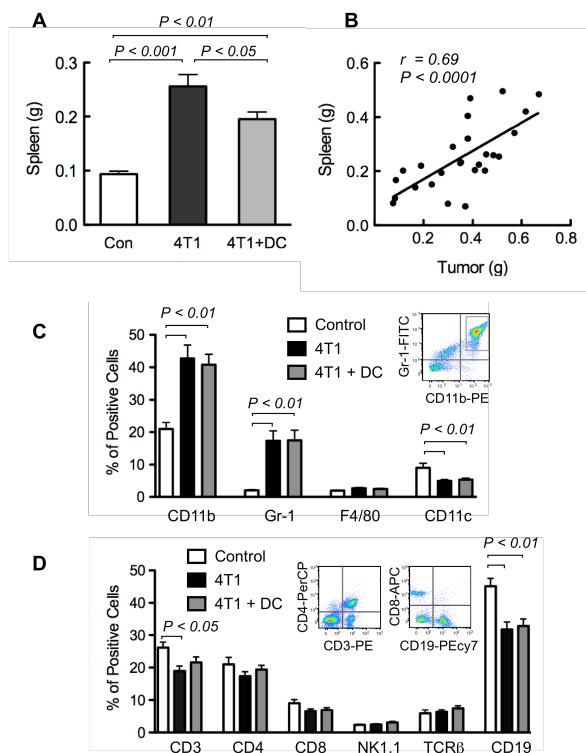 A
B
P < 0.01
P < 0.001
P < 0.05
Spleen (g)
0.3
0.2
0.1
0.0
Con
4T1
4T1+DC
r = 0.69
P < 0.0001
Spleen (g)
0.6
0.4
0.2
0.0
0.2
0.4
0.6
0.8
Tumor (g)
C
P < 0.01
P < 0.01
P < 0.01
% of Positive Cells
50
40
30
20
10
0
CD11b
Gr-1
F4/80
CD11c
Control
4T1
4T1 + DC
Gr-1-FITC
CD11b-PE
D
P < 0.05
P < 0.01
% of Positive Cells
50
40
30
20
10
0
CD3
CD4
CD8
NK1.1
TCRß
CD19
Control
4T1
4T1 + DC
CD4-PerCP
CD3-PE
CD8-APC
CD19-PEcy7